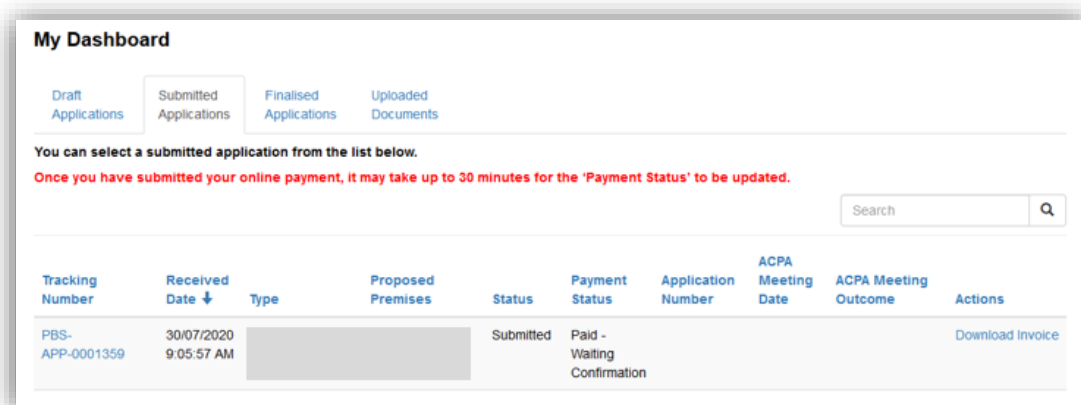 My Dashboard
Draft Applications
Submitted Applications
Finalised Applications
Uploaded Documents
You can select a submitted application from the list below.
Once you have submitted your online payment, it may take up to 30 minutes for the ‘Payment Status’ to be updated.
Search
Tracking Number
Received Date
Type
Proposed Premises
Status
Payment Status
Application Number
ACPA Meeting Date
ACPA Meeting Outcome
Actions
PBS-APP-0001359
30/07/2020 9:05:57 AM
Submitted
Paid - Waiting Confirmation
Download Invoice